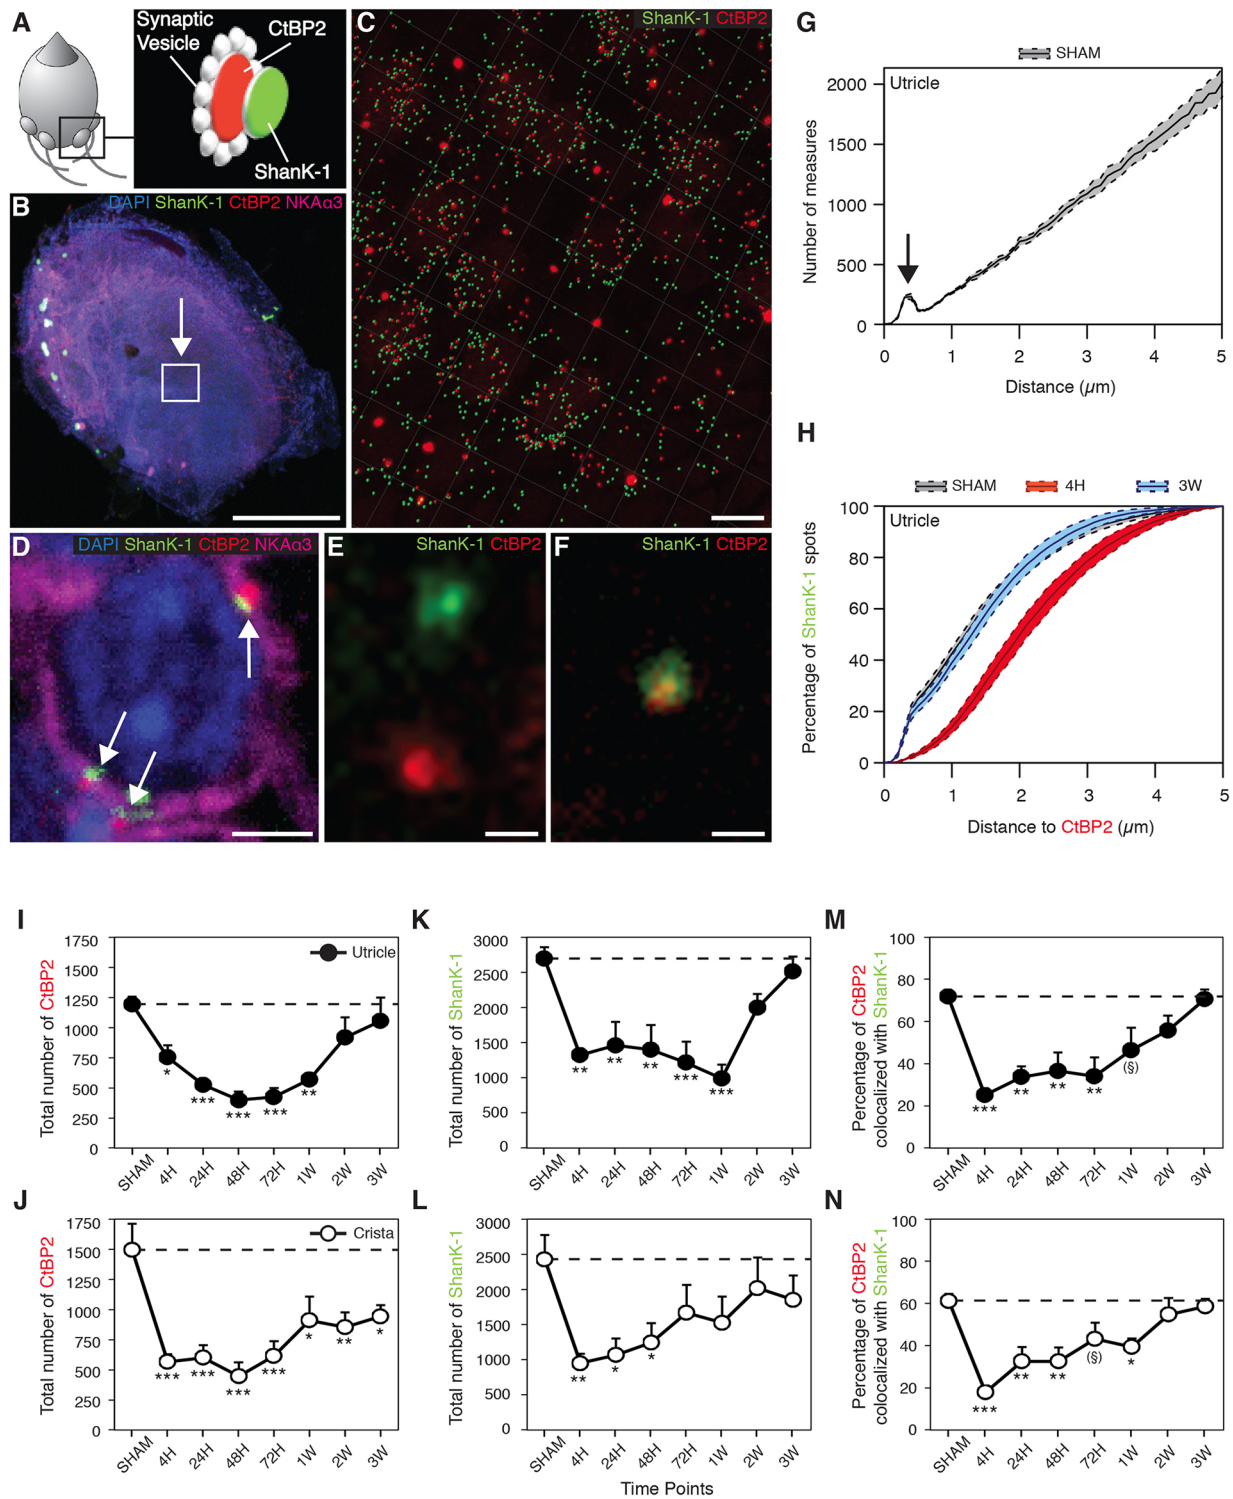 A
Synaptic
Vesicle
CtBP2
ShanK-1
B
DAPI ShanK-1 CtBP2 NKAα3
C
ShanK-1 CtBP2
D
DAPI ShanK-1 CtBP2 NKAα3
E
ShanK-1 CtBP2
F
ShanK-1 CtBP2
G
SHAM
Utricle
Number of measures
2000
1500
1000
500
0
0 1 2 3 4 5
Distance (µm)
H
SHAM 4H 3W
Utricle
Percentage of ShanK-1 spots
100
80
60
40
20
0
0 1 2 3 4 5
Distance to CtBP2 (µm)
I
Utricle
Total number of CtBP2
1750
1500
1250
1000
750
500
250
0
* *** *** *** **
SHAM 4H 24H 48H 72H 1W 2W 3W
K
Total number of ShanK-1
3000
2500
2000
1500
1000
500
0
** ** ** *** ***
SHAM 4H 24H 48H 72H 1W 2W 3W
M
Percentage of CtBP2
colocalized with ShanK-1
100
80
60
40
20
0
*** ** ** ** (§)
SHAM 4H 24H 48H 72H 1W 2W 3W
J
Crista
Total number of CtBP2
1750
1500
1250
1000
750
500
250
0
*** *** *** *** * ** *
SHAM 4H 24H 48H 72H 1W 2W 3W
L
Total number of ShanK-1
3000
2500
2000
1500
1000
500
0
** * *
SHAM 4H 24H 48H 72H 1W 2W 3W
Time Points
N
Percentage of CtBP2
colocalized with ShanK-1
100
80
60
40
20
0
*** ** ** (§) *
SHAM 4H 24H 48H 72H 1W 2W 3W